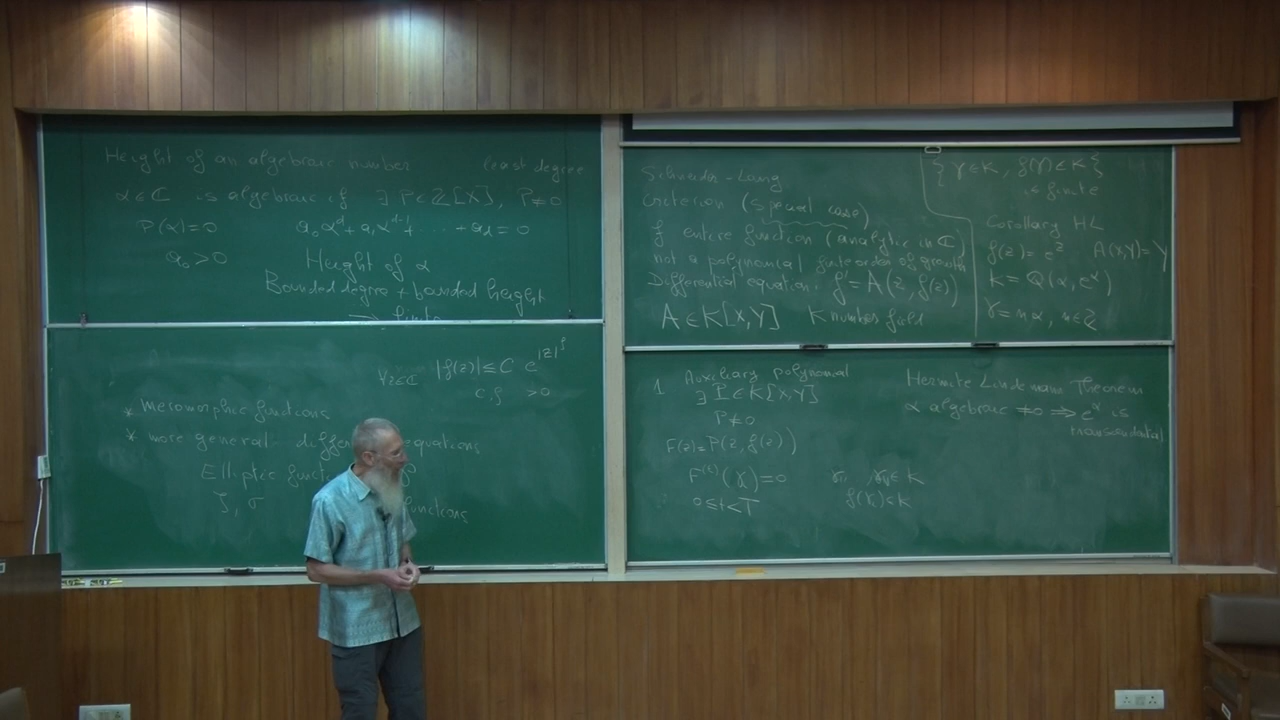 Height of an algebraic number least degree
α∈ℂ is algebraic if ∃ P∈ℤ[X], P≠0
P(α)=0 a₀α^d + a₁α^{d-1} + ... + a_d = 0
a₀>0
Height of α
Bounded degree + bounded height
∀z∈ℂ |f(z)| ≤ C e^{|z|^ρ}
c,ρ >0
* Meromorphic functions
* more general equations
Elliptic
ζ, σ functions
Schneider-Lang
Criterion (special case)
f entire function (analytic in ℂ)
not a polynomial finite order of growth
Differential equation: f'=A(z, f(z))
A∈K[X,Y] K number field
{γ∈K, f(γ)∈K}
is finite
Corollary HL
f(z)=e^z A(X,Y)=Y
K=ℚ(α,e^α)
γ=mα, m∈ℤ
1 Auxiliary polynomial
∃ P∈K[X,Y]
P≠0
F(z)=P(z, f(z))
F^{(t)}(γ_i)=0
0≤t<T
∈K
f(γ_i)∈K
Hermite Lindemann Theorem
α algebraic ≠0 ⇒ e^α is
transcendental